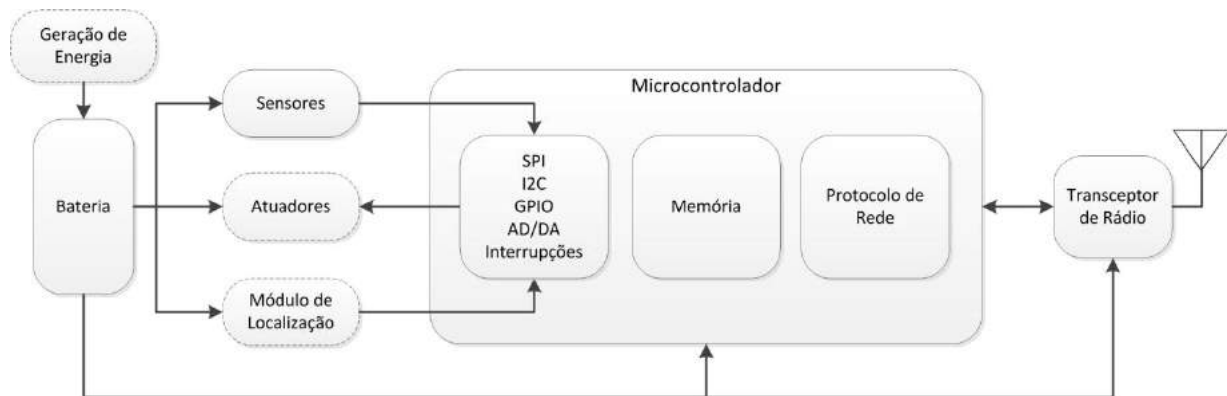 Geração de
Energia
Bateria
Sensores
Atuadores
Módulo de
Localização
Microcontrolador
SPI
I2C
GPIO
AD/DA
Interrupções
Memória
Protocolo de
Rede
Transceptor
de Rádio